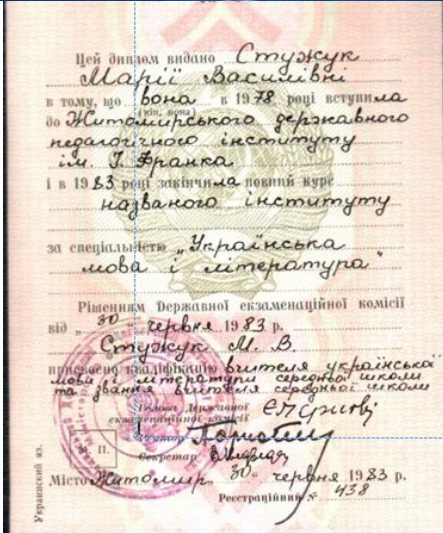 Цей диплом видано Стужук
Марії Василівні
в тому, що вона в 1978 році вступила
(він, вона)
до Житомирського державного
педагогічного інституту
ім. І. Франка
і в 1983 році закінчила повний курс
названого інституту
за спеціальністю „Українська
мова і література"
Рішенням Державної екзаменаційної комісії
від „30" червня 1983 р.
Стужук М. В.
присвоєно кваліфікацію вчителя української
мови і літератури середньої школи
та звання вчителя середньої школи
Голова Державної
екзаменаційної комісії
Ректор
Секретар
М. П.
Місто Житомир „30" червня 1983 р.
Реєстраційний № 438
Украинский яз.